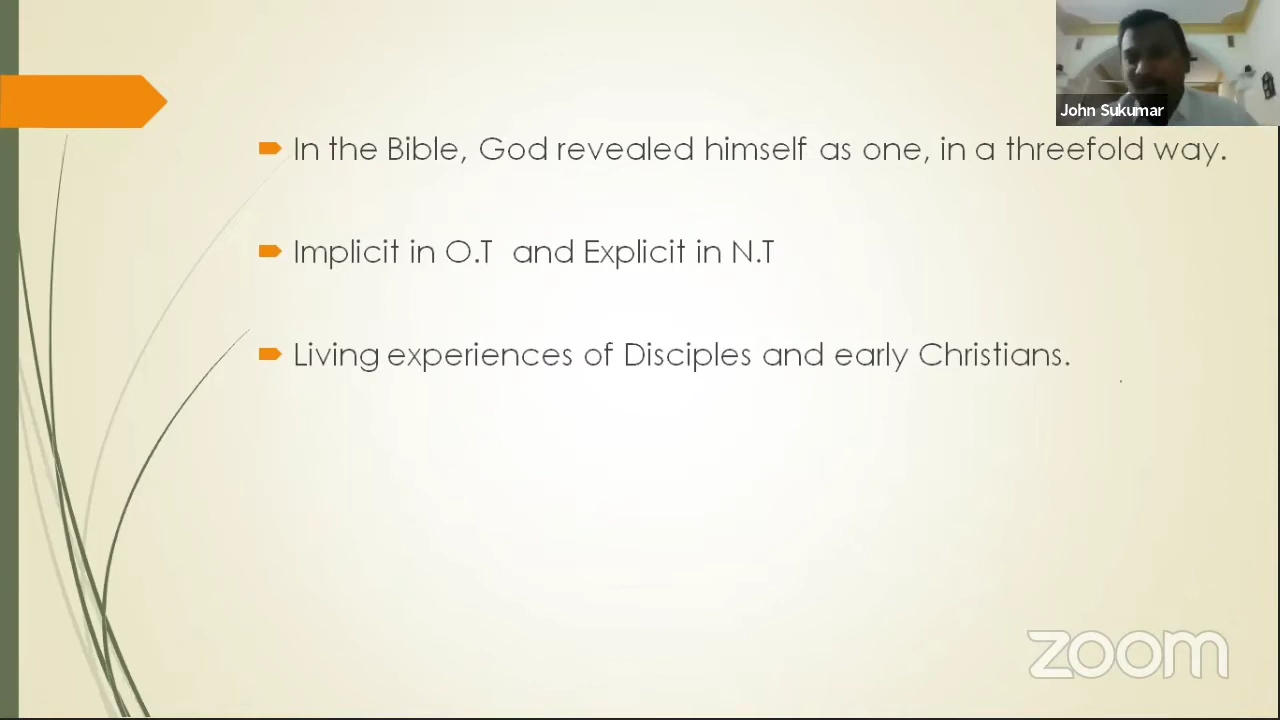 John Sukumar
In the Bible, God revealed himself as one, in a threefold way.
Implicit in O.T and Explicit in N.T
Living experiences of Disciples and early Christians.
zoom